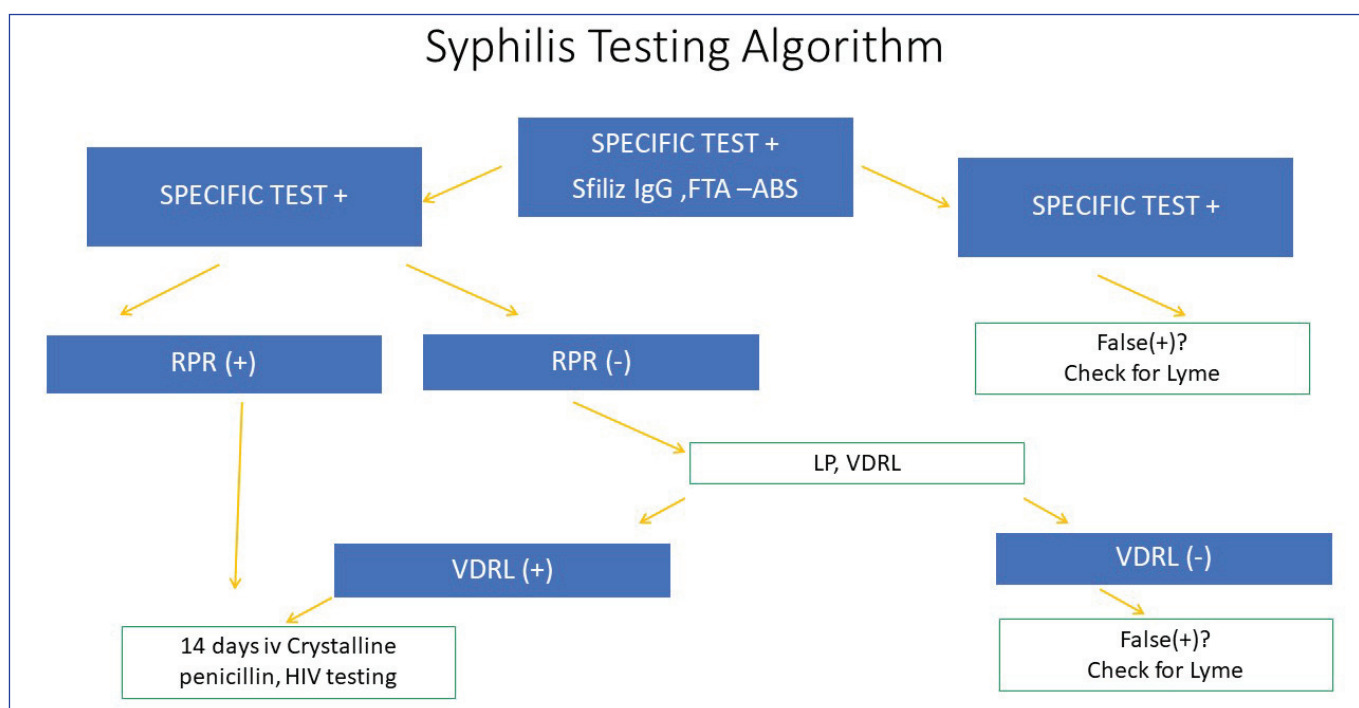 Syphilis Testing Algorithm
SPECIFIC TEST +
SPECIFIC TEST +
Sfiliz IgG ,FTA –ABS
SPECIFIC TEST +
RPR (+)
RPR (-)
False(+)?
Check for Lyme
LP, VDRL
VDRL (+)
VDRL (-)
14 days iv Crystalline
penicillin, HIV testing
False(+)?
Check for Lyme